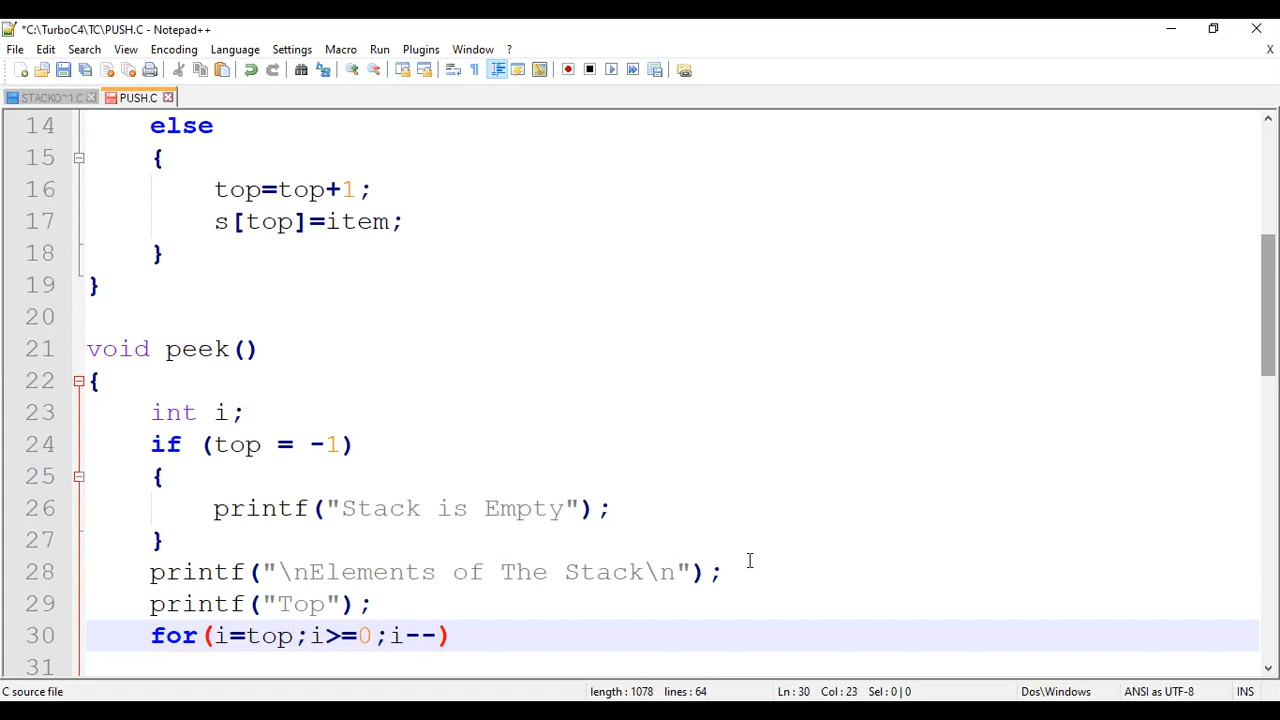 *C:\TurboC4\TC\PUSH.C - Notepad++
File Edit Search View Encoding Language Settings Macro Run Plugins Window ? X
STACKO~1.C PUSH.C
14 else
15 {
16 top=top+1;
17 s[top]=item;
18 }
19 }
20
21 void peek()
22 {
23 int i;
24 if (top = -1)
25 {
26 printf("Stack is Empty");
27 }
28 printf("\nElements of The Stack\n");
29 printf("Top");
30 for(i=top;i>=0;i--)
31
C source file length : 1078 lines : 64 Ln : 30 Col : 23 Sel : 0 | 0 Dos\Windows ANSI as UTF-8 INS